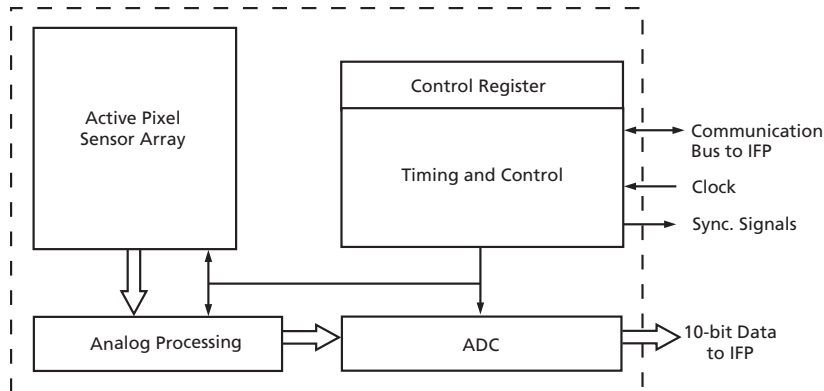 Active Pixel
Sensor Array
Control Register
Timing and Control
Communication
Bus to IFP
Clock
Sync. Signals
Analog Processing
ADC
10-bit Data
to IFP